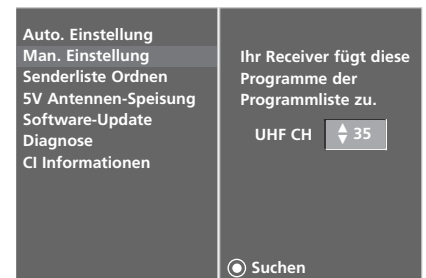 Auto. Einstellung
Man. Einstellung
Senderliste Ordnen
5V Antennen-Speisung
Software-Update
Diagnose
CI Informationen
Ihr Receiver fügt diese
Programme der
Programmliste zu.
UHF CH 35
Suchen